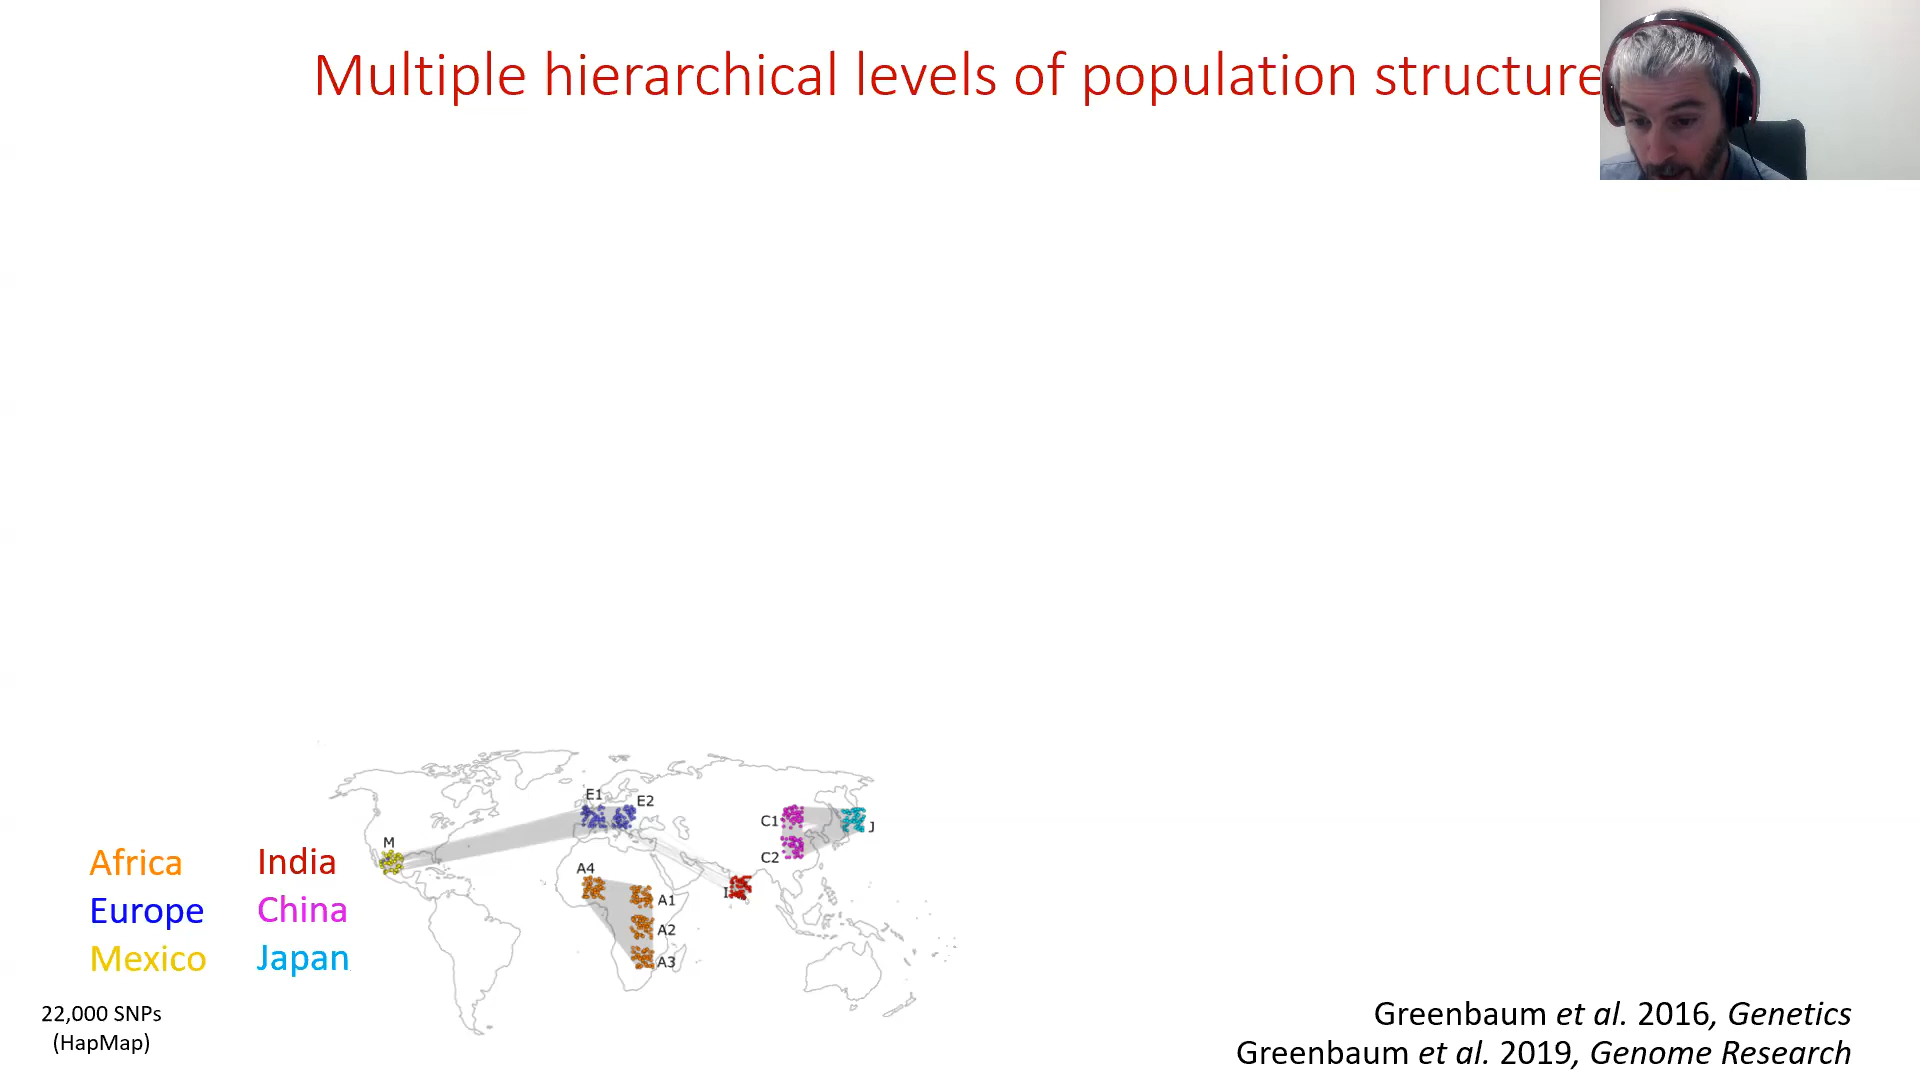 Multiple hierarchical levels of population structure
E1
E2
C1
J
C2
M
A4
I
A1
A2
A3
Africa
India
Europe
China
Mexico
Japan
22,000 SNPs
(HapMap)
Greenbaum et al. 2016, Genetics
Greenbaum et al. 2019, Genome Research